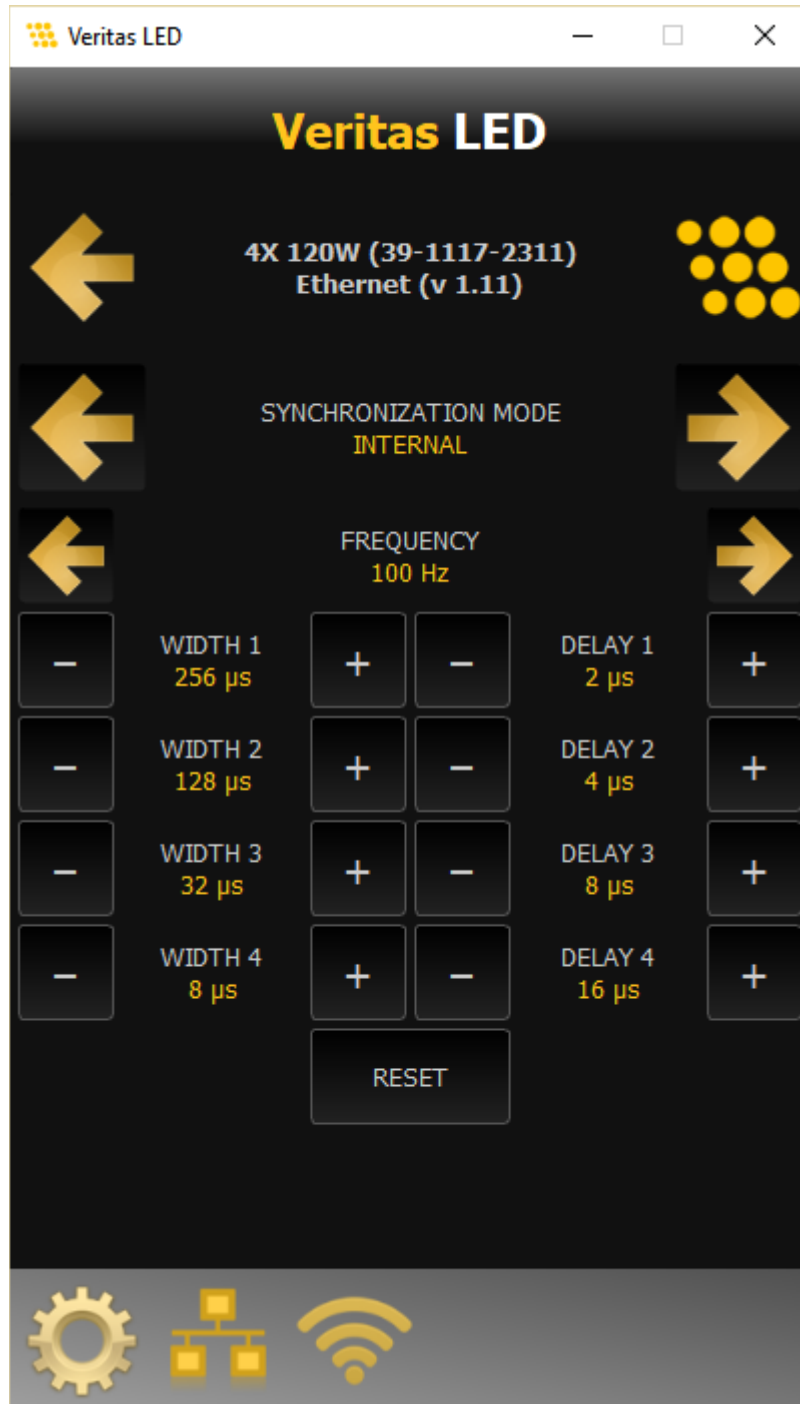 Veritas LED
Veritas LED
4X 120W (39-1117-2311)
Ethernet (v 1.11)
SYNCHRONIZATION MODE
INTERNAL
FREQUENCY
100 Hz
− WIDTH 1 + − DELAY 1 +
256 µs 2 µs
− WIDTH 2 + − DELAY 2 +
128 µs 4 µs
− WIDTH 3 + − DELAY 3 +
32 µs 8 µs
− WIDTH 4 + − DELAY 4 +
8 µs 16 µs
RESET